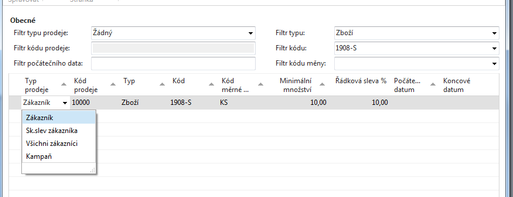 Obecné
Filtr typu prodeje: Žádný
Filtr typu: Zboží
Filtr kódu prodeje:
Filtr kódu: 1908-S
Filtr počátečního data:
Filtr kódu měny:
Typ prodeje Kód prodeje Typ Kód Kód měrné ... Minimální množství Řádková sleva % Počáte... datum Koncové datum
Zákazník 10000 Zboží 1908-S KS 10,00 10,00
Zákazník
Sk.slev zákazníka
Všichni zákazníci
Kampaň